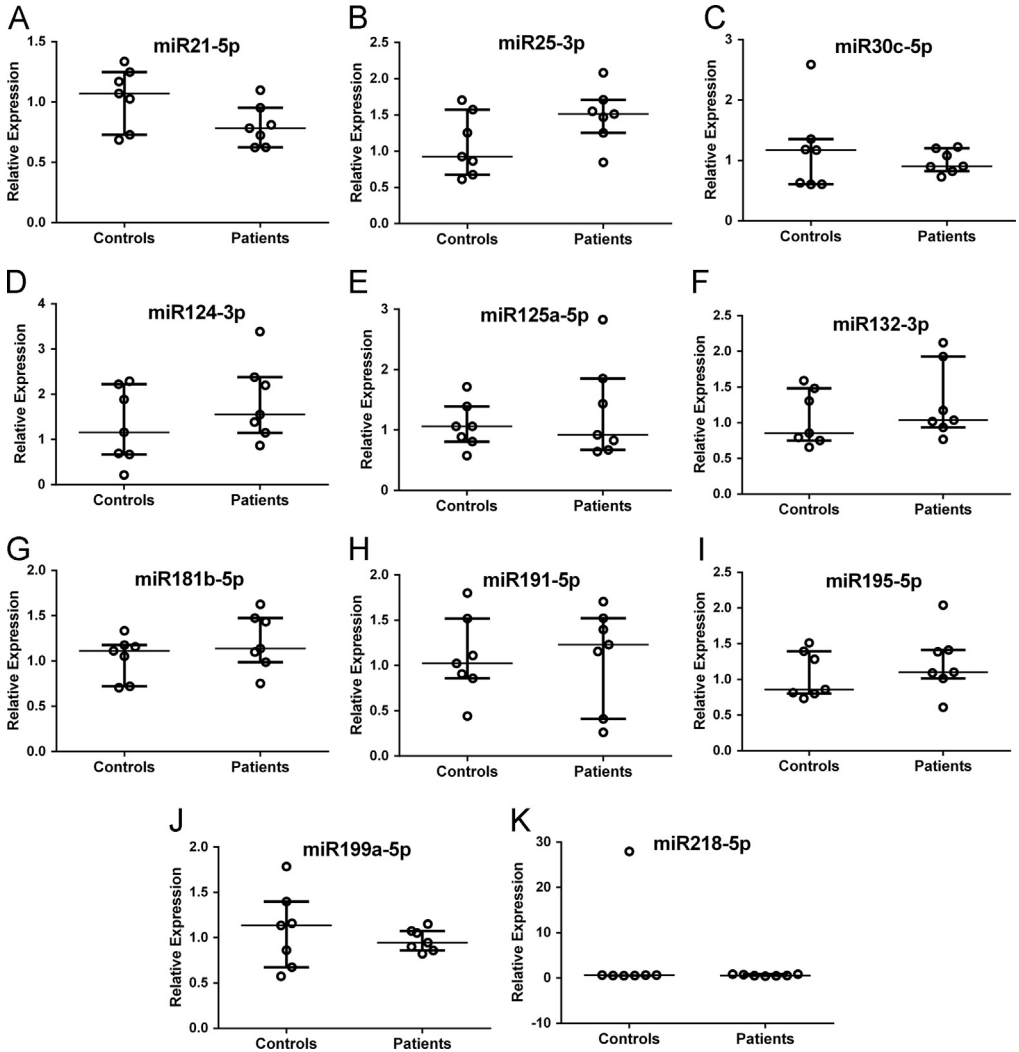 A
miR21-5p
Relative Expression
1.5
1.0
0.5
0.0
Controls
Patients
B
miR25-3p
Relative Expression
2.5
2.0
1.5
1.0
0.5
0.0
Controls
Patients
C
miR30c-5p
Relative Expression
3
2
1
0
Controls
Patients
D
miR124-3p
Relative Expression
4
3
2
1
0
Controls
Patients
E
miR125a-5p
Relative Expression
3
2
1
0
Controls
Patients
F
miR132-3p
Relative Expression
2.5
2.0
1.5
1.0
0.5
0.0
Controls
Patients
G
miR181b-5p
Relative Expression
2.0
1.5
1.0
0.5
0.0
Controls
Patients
H
miR191-5p
Relative Expression
2.0
1.5
1.0
0.5
0.0
Controls
Patients
I
miR195-5p
Relative Expression
2.5
2.0
1.5
1.0
0.5
0.0
Controls
Patients
J
miR199a-5p
Relative Expression
2.0
1.5
1.0
0.5
0.0
Controls
Patients
K
miR218-5p
Relative Expression
30
20
10
0
-10
Controls
Patients